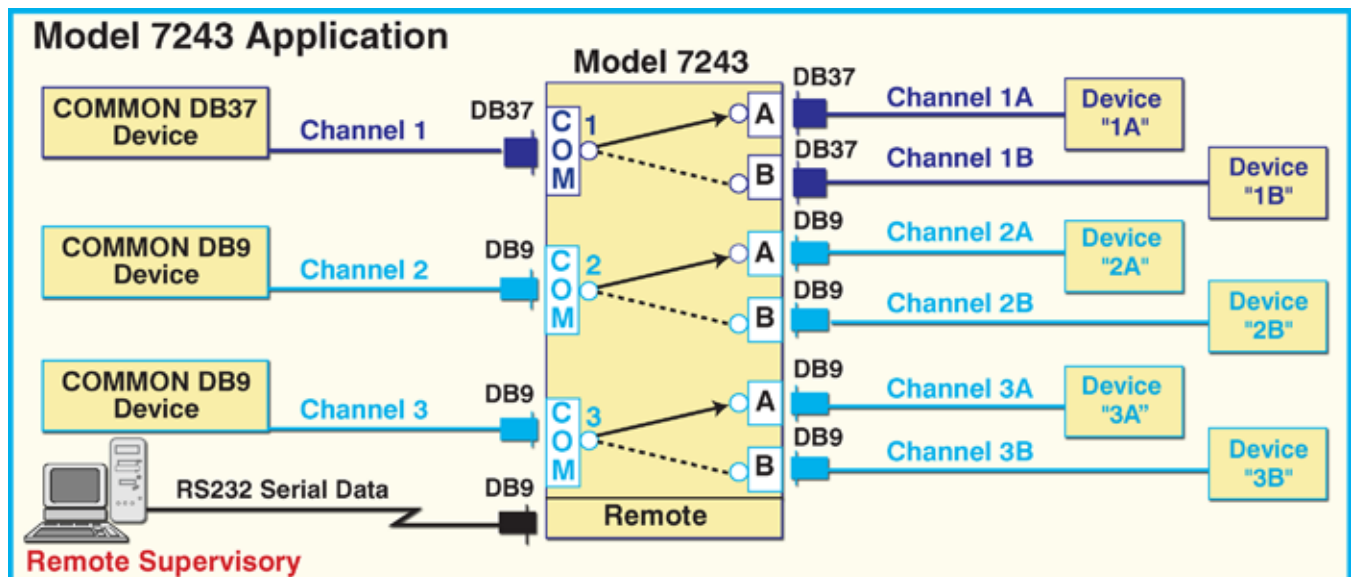 Model 7243 Application
Model 7243
COMMON DB37
Device
Channel 1
DB37
COM
1
A
B
DB37
Channel 1A
Device
"1A"
DB37
Channel 1B
Device
"1B"
COMMON DB9
Device
Channel 2
DB9
COM
2
A
B
DB9
Channel 2A
Device
"2A"
DB9
Channel 2B
Device
"2B"
COMMON DB9
Device
Channel 3
DB9
COM
3
A
B
DB9
Channel 3A
Device
"3A”
DB9
Channel 3B
Device
"3B"
RS232 Serial Data
DB9
Remote
Remote Supervisory